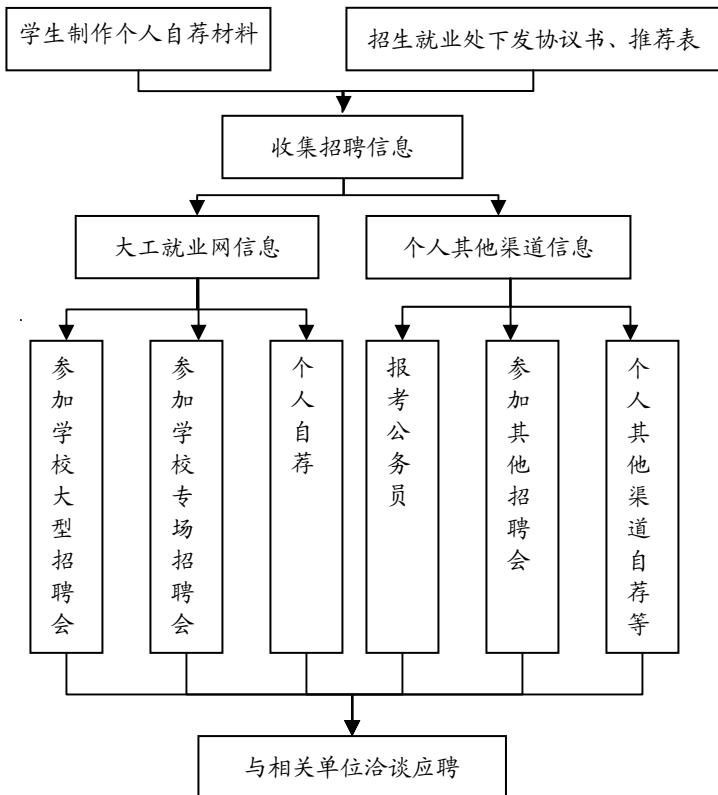 学生制作个人自荐材料
招生就业处下发协议书、推荐表
收集招聘信息
大工就业网信息
个人其他渠道信息
参加学校大型招聘会
参加学校专场招聘会
个人自荐
报考公务员
参加其他招聘会
个人其他渠道自荐等
与相关单位洽谈应聘